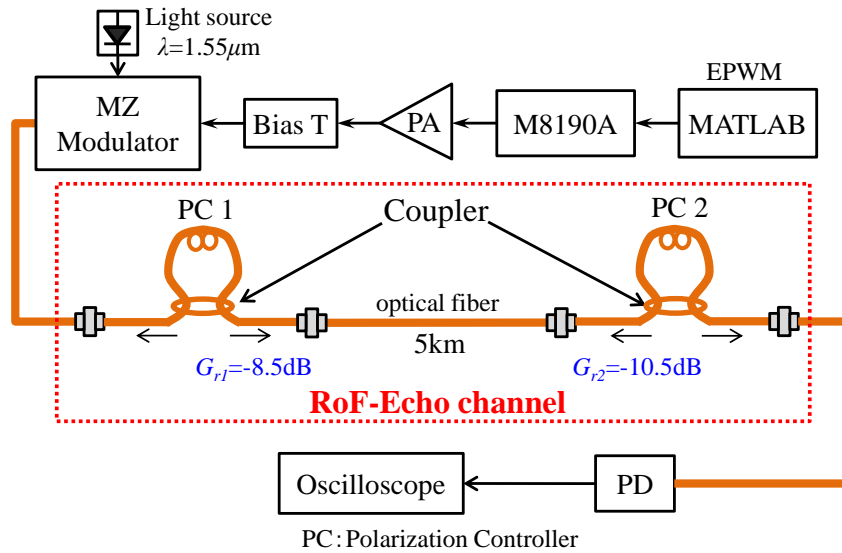 Light source
λ=1.55μm
EPWM
MZ
Modulator
Bias T
PA
M8190A
MATLAB
PC 1
Coupler
PC 2
optical fiber
5km
Gr1=-8.5dB
Gr2=-10.5dB
RoF-Echo channel
Oscilloscope
PD
PC：Polarization Controller